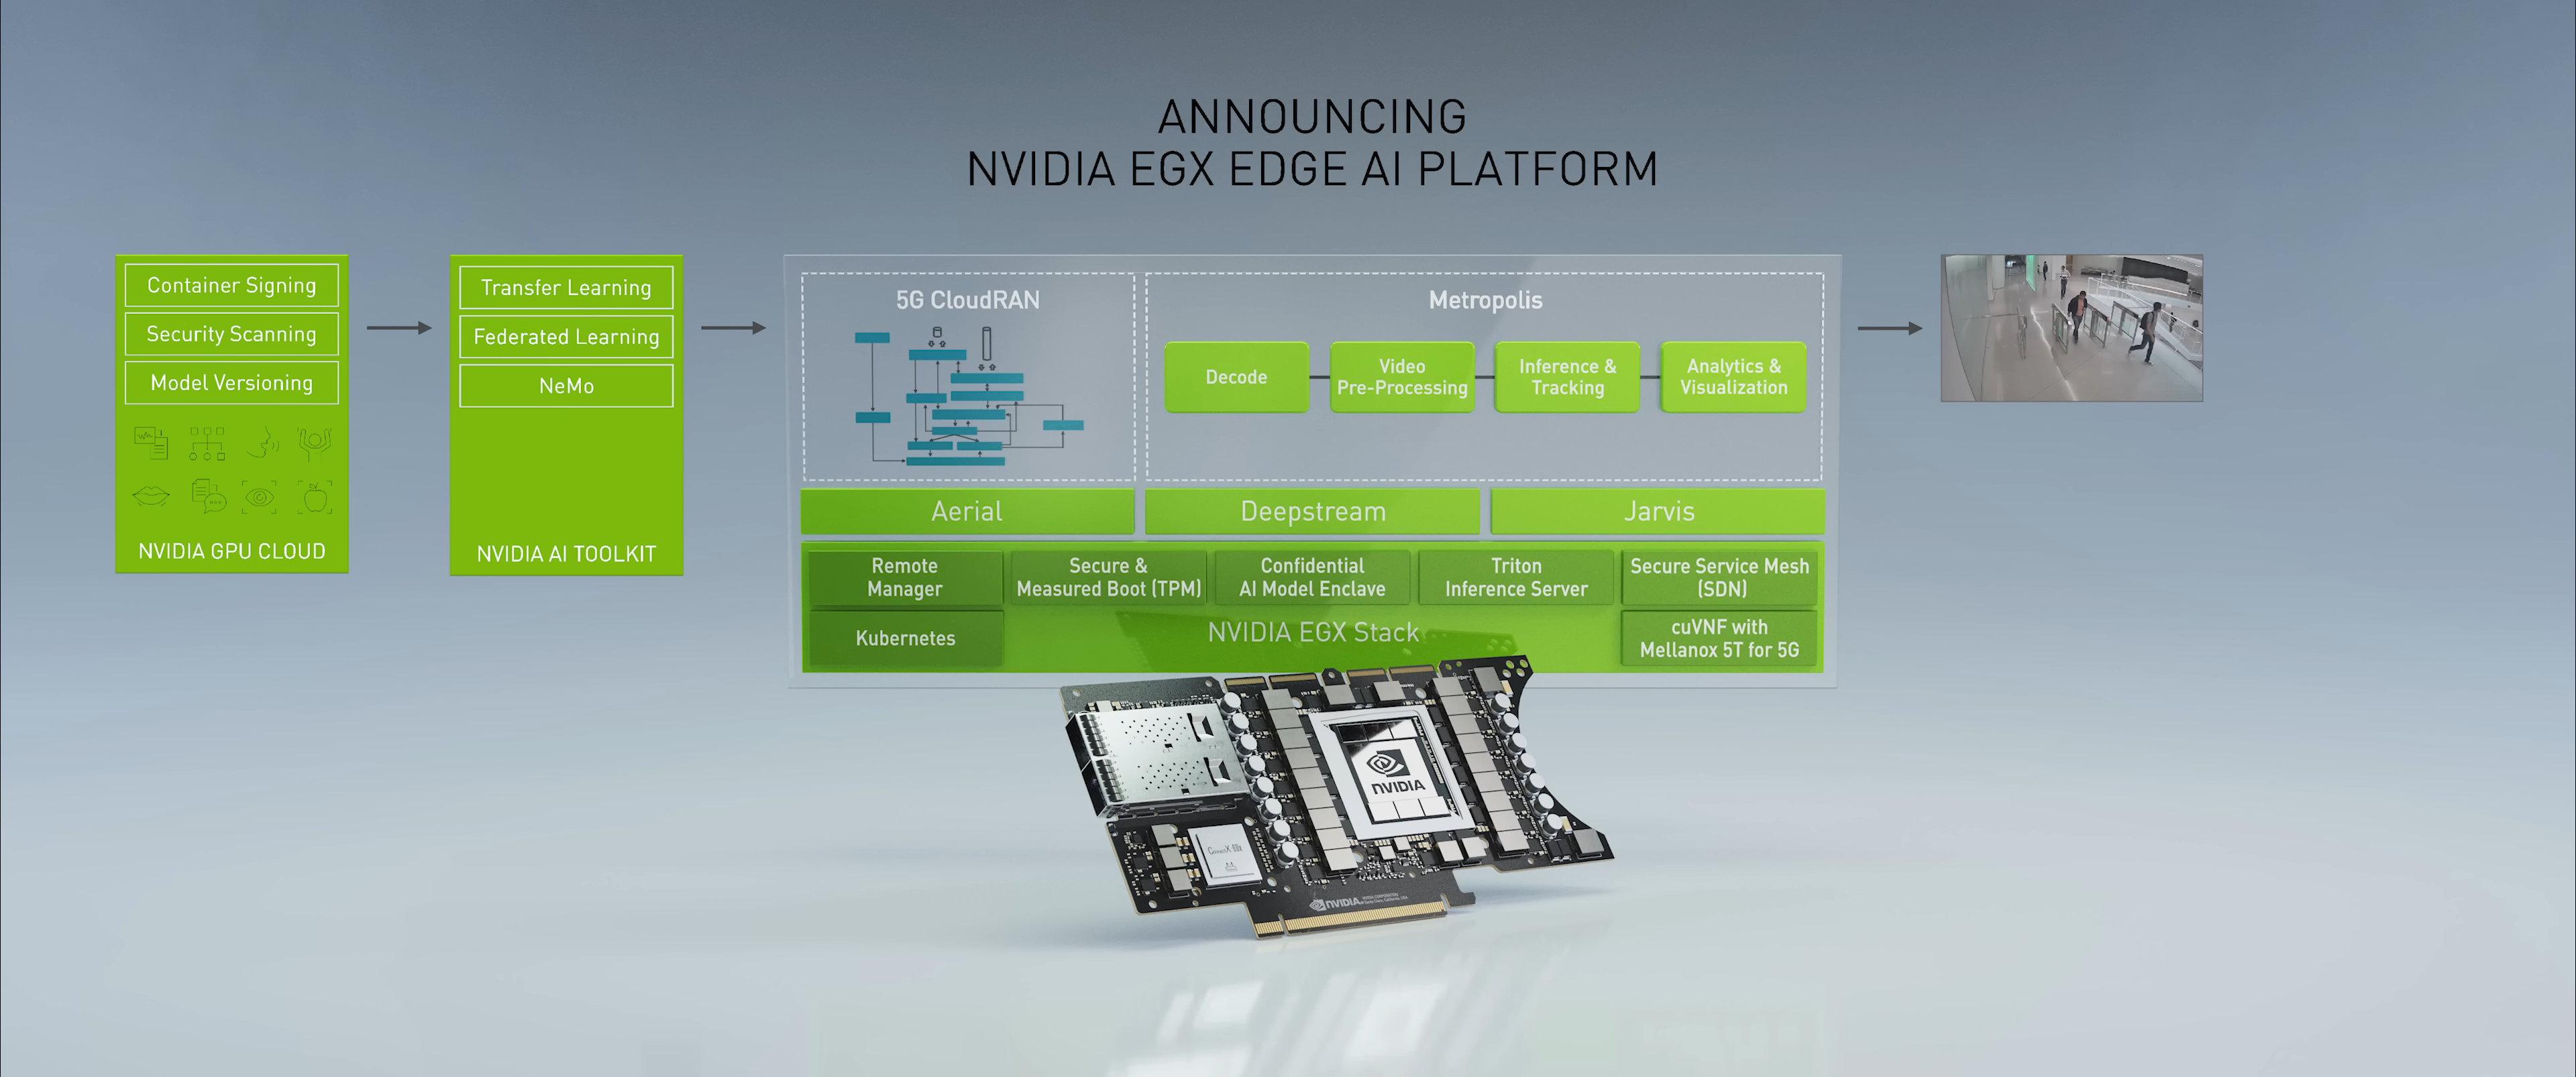 ANNOUNCING
NVIDIA EGX EDGE AI PLATFORM
Container Signing
Security Scanning
Model Versioning
NVIDIA GPU CLOUD
Transfer Learning
Federated Learning
NeMo
NVIDIA AI TOOLKIT
5G CloudRAN
Metropolis
Decode
Video
Pre-Processing
Inference &
Tracking
Analytics &
Visualization
Aerial
Deepstream
Jarvis
Remote
Manager
Secure &
Measured Boot (TPM)
Confidential
AI Model Enclave
Triton
Inference Server
Secure Service Mesh
(SDN)
Kubernetes
NVIDIA EGX Stack
cuVNF with
Mellanox 5T for 5G
NVIDIA
NVIDIA